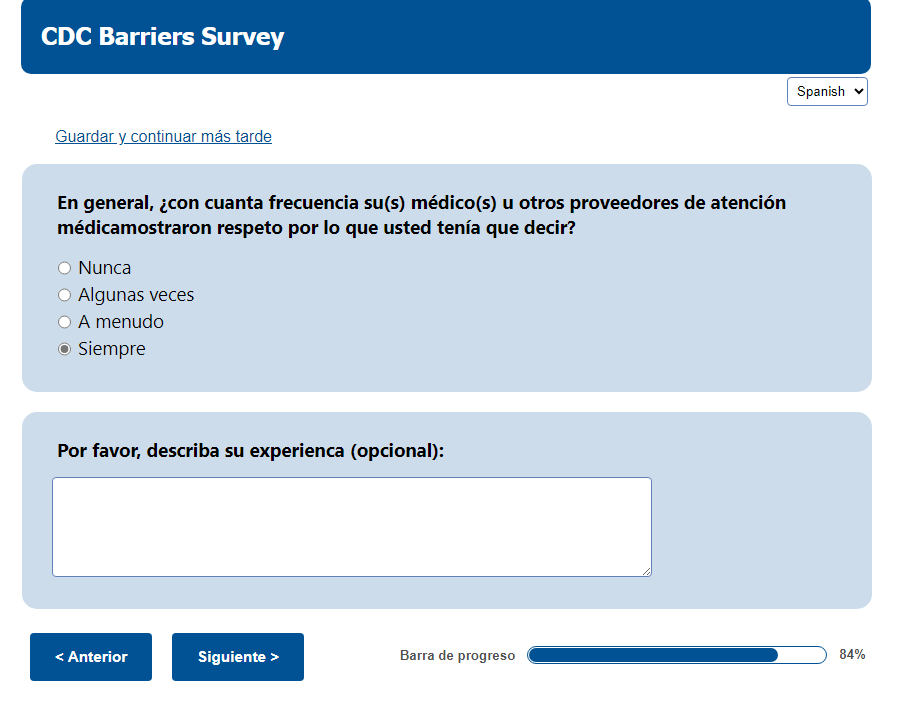 CDC Barriers Survey
Spanish
Guardar y continuar más tarde
En general, ¿con cuanta frecuencia su(s) médico(s) u otros proveedores de atención
médicamostraron respeto por lo que usted tenía que decir?
Nunca
Algunas veces
A menudo
Siempre
Por favor, describa su experienca (opcional):
< Anterior
Siguiente >
Barra de progreso
84%